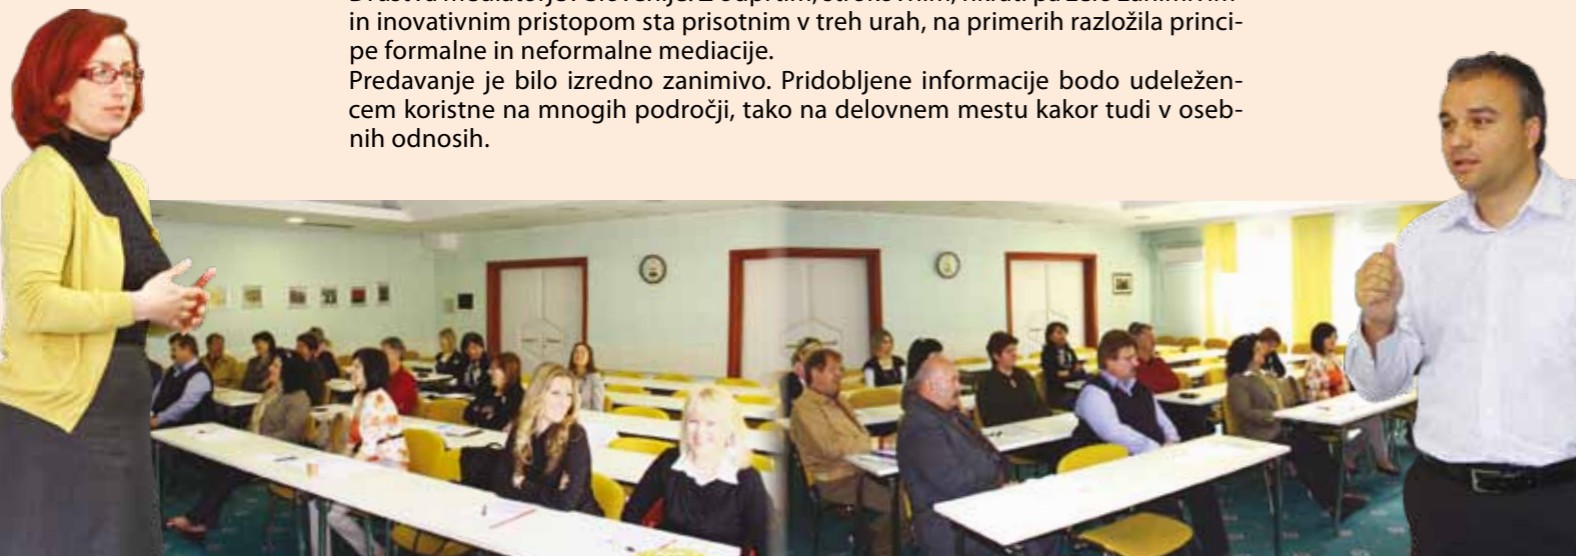 in inovativnim pristopom sta prisotnim v treh urah, na primerih razložila princi-
pe formalne in neformalne mediacije.
Predavanje je bilo izredno zanimivo. Pridobljene informacije bodo udeležen-
cem koristne na mnogih področji, tako na delovnem mestu kakor tudi v oseb-
nih odnosih.